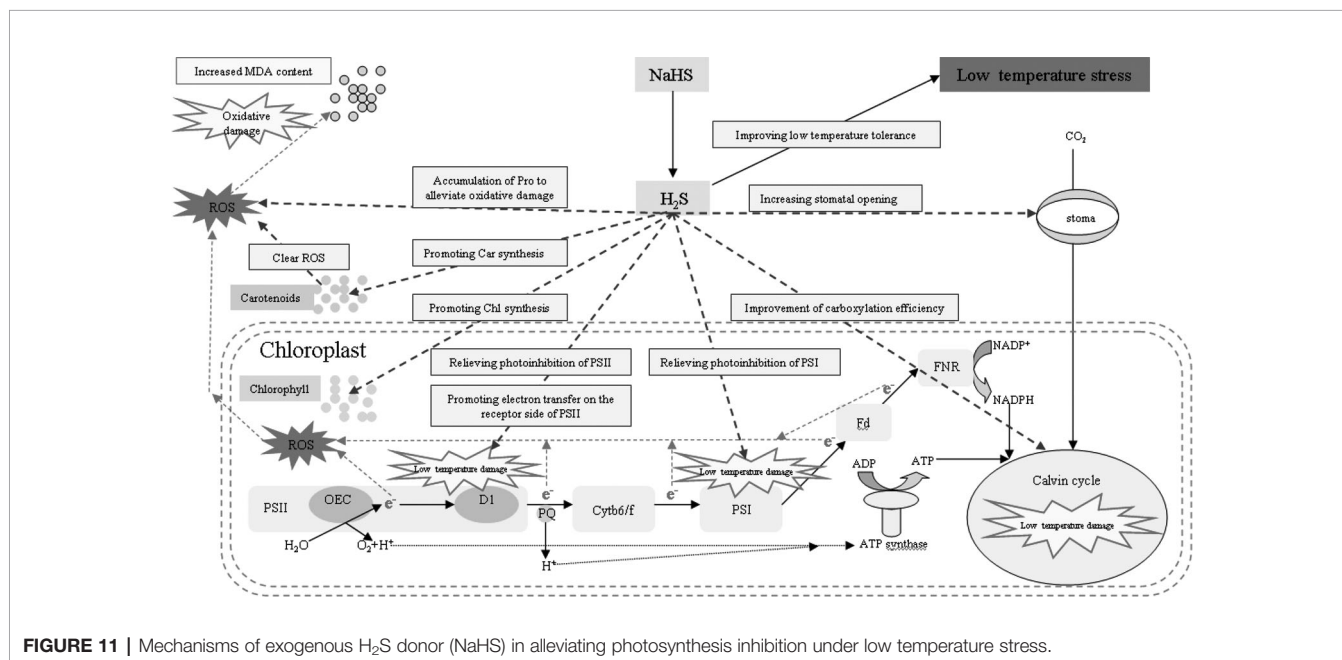 Increased MDA content
Oxidative
damage
NaHS
Low temperature stress
Improving low temperature tolerance
CO₂
Accumulation of Pro to
alleviate oxidative damage
ROS
H₂S
Increasing stomatal opening
stoma
Clear ROS
Promoting Car synthesis
Carotenoids
Promoting Chl synthesis
Improvement of carboxylation efficiency
Chloroplast
Relieving photoinhibition of PSII
Relieving photoinhibition of PSI
NADP⁺
FNR
Chlorophyll
e⁻
NADPH
Promoting electron transfer on the
receptor side of PSII
Fd
ROS
e⁻
Low temperature damage
Low temperature damage
ADP
ATP
Calvin cycle
PSII
OEC
e⁻
D1
e⁻
e⁻
PQ
Cytb6/f
PSI
Low temperature damage
H₂O
O₂+H⁺
ATP synthase
H⁺
FIGURE 11 | Mechanisms of exogenous H₂S donor (NaHS) in alleviating photosynthesis inhibition under low temperature stress.